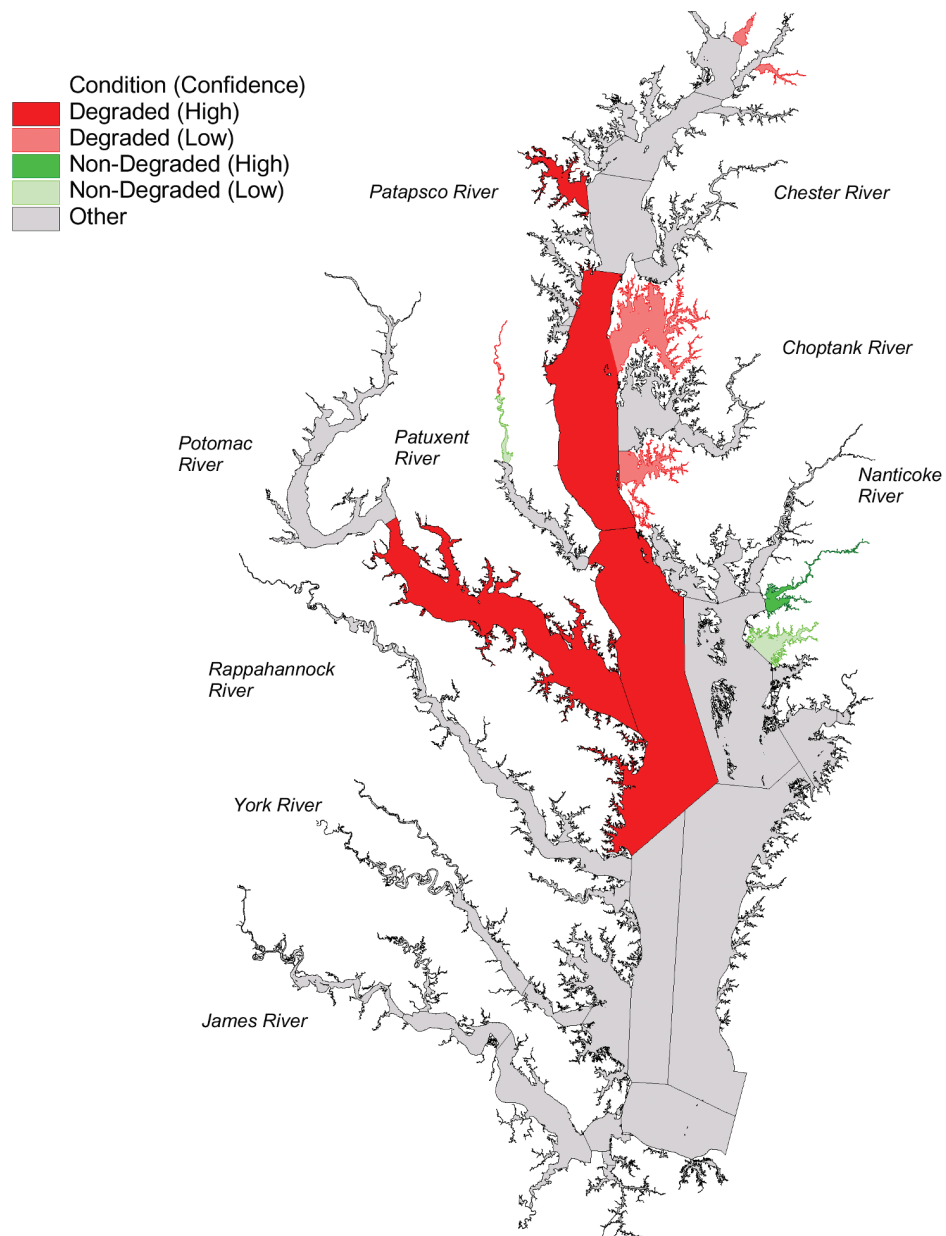 Condition (Confidence)
Degraded (High)
Degraded (Low)
Non-Degraded (High)
Non-Degraded (Low)
Other
Patapsco River
Chester River
Choptank River
Potomac
River
Patuxent
River
Nanticoke
River
Rappahannock
River
York River
James River